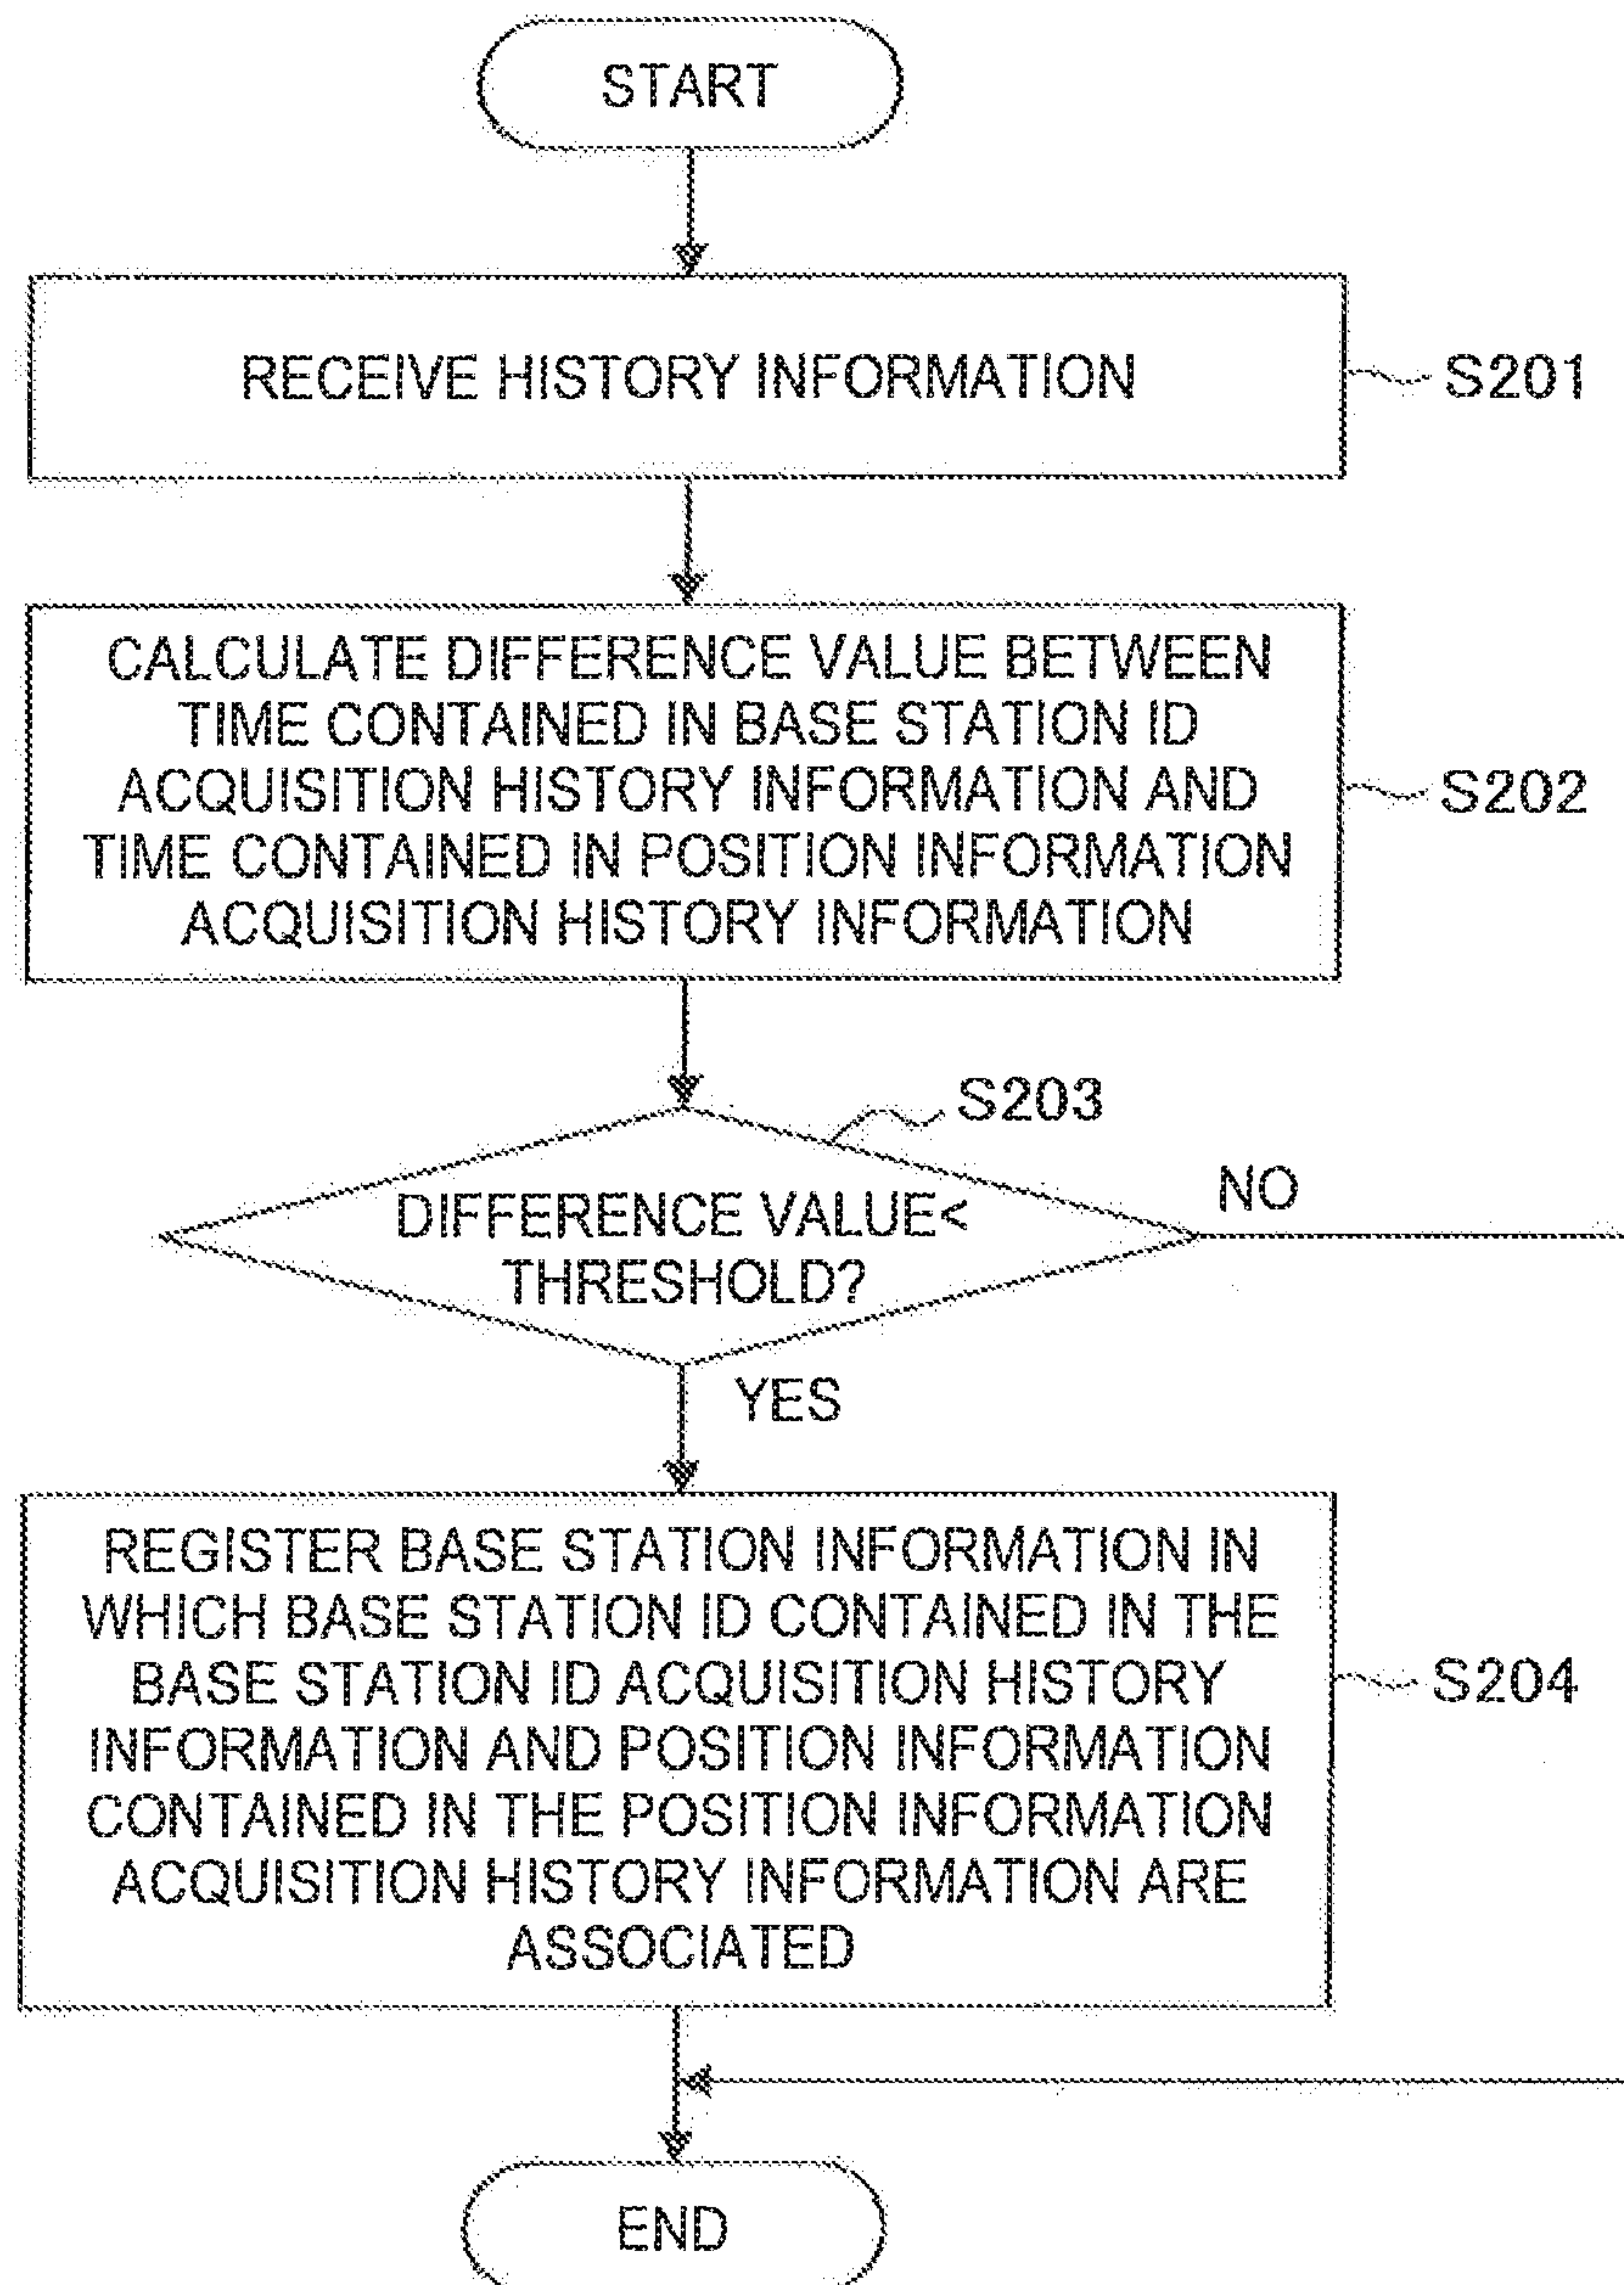 START
RECEIVE HISTORY INFORMATION
S201
CALCULATE DIFFERENCE VALUE BETWEEN
TIME CONTAINED IN BASE STATION ID
ACQUISITION HISTORY INFORMATION AND
TIME CONTAINED IN POSITION INFORMATION
ACQUISITION HISTORY INFORMATION
S202
S203
DIFFERENCE VALUE<
THRESHOLD?
NO
YES
REGISTER BASE STATION INFORMATION IN
WHICH BASE STATION ID CONTAINED IN THE
BASE STATION ID ACQUISITION HISTORY
INFORMATION AND POSITION INFORMATION
CONTAINED IN THE POSITION INFORMATION
ACQUISITION HISTORY INFORMATION ARE
ASSOCIATED
S204
END